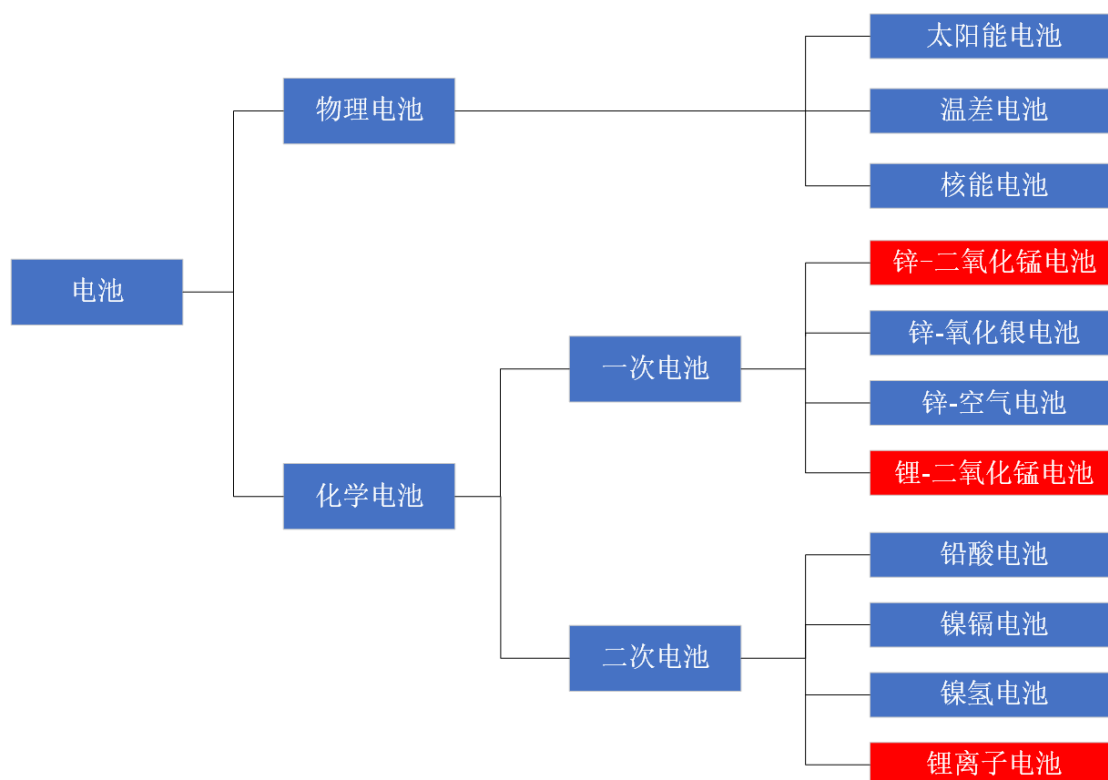 太阳能电池
物理电池
温差电池
核能电池
电池
锌-二氧化锰电池
锌-氧化银电池
一次电池
锌-空气电池
锂-二氧化锰电池
化学电池
铅酸电池
镍镉电池
二次电池
镍氢电池
锂离子电池